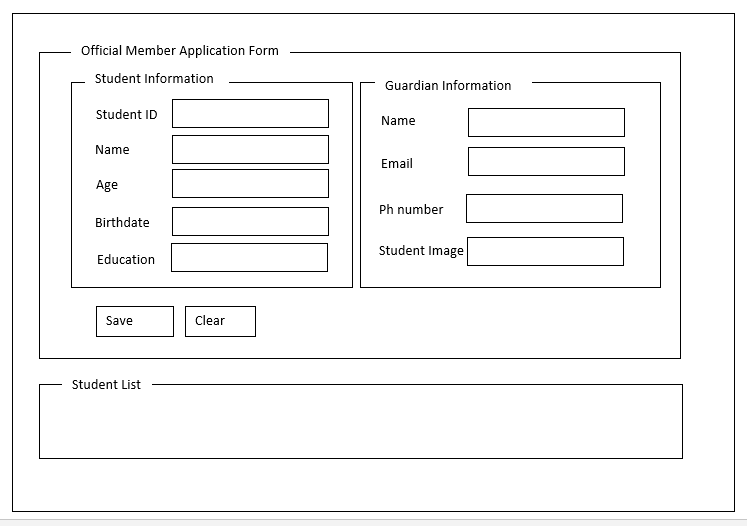 Official Member Application Form
Student Information
Student ID
Name
Age
Birthdate
Education
Guardian Information
Name
Email
Ph number
Student Image
Save
Clear
Student List